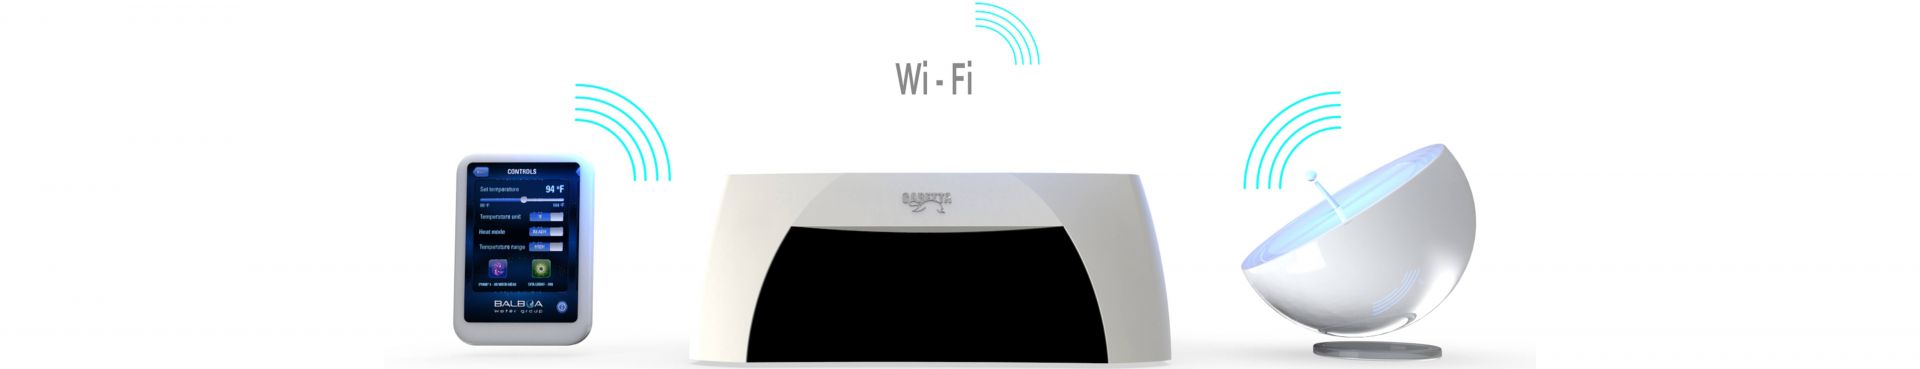 Wi - Fi
CONTROLS
Set temperature 94 °F
Temperature unit °F
Heat mode READY
Temperature range HIGH
BALBOA
water group